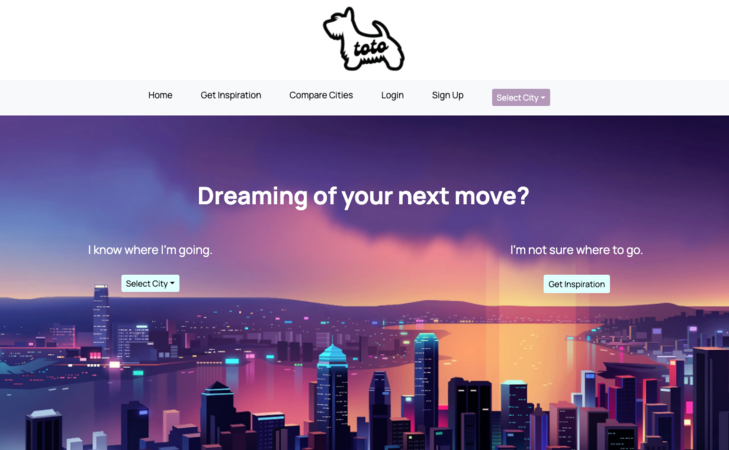 toto
Home Get Inspiration Compare Cities Login Sign Up Select City
Dreaming of your next move?
I know where I'm going. I'm not sure where to go.
Select City Get Inspiration